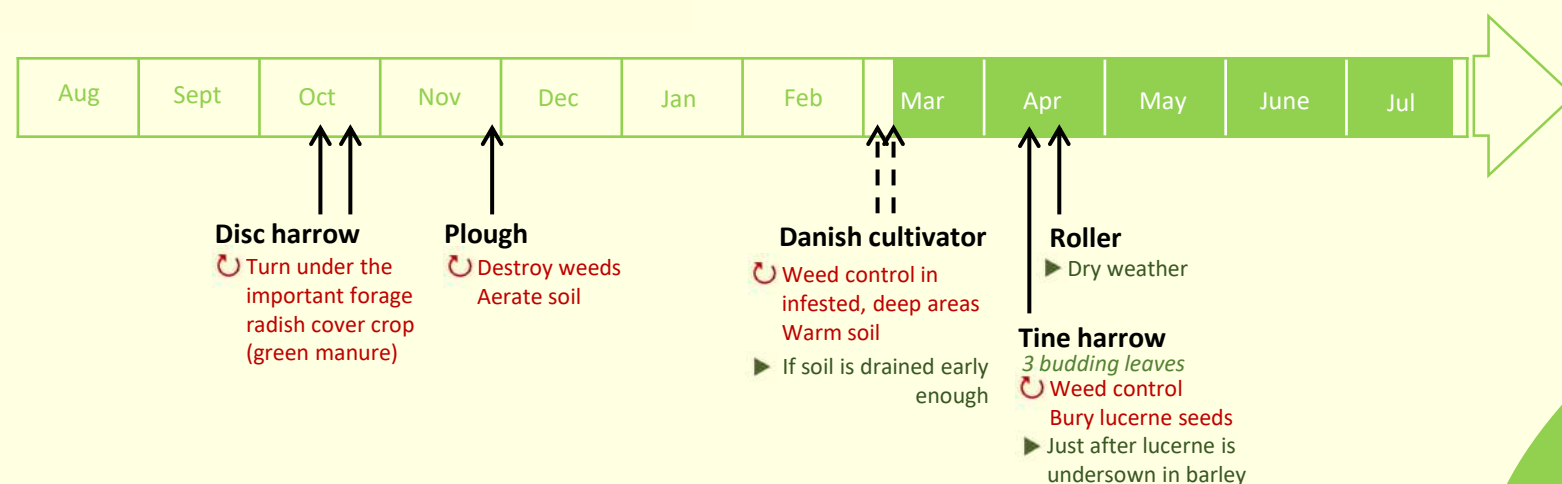 Aug Sept Oct Nov Dec Jan Feb Mar Apr May June Jul
Disc harrow
Turn under the
important forage
radish cover crop
(green manure)
Plough
Destroy weeds
Aerate soil
Danish cultivator
Weed control in
infested, deep areas
Warm soil
If soil is drained early
enough
Roller
Dry weather
Tine harrow
3 budding leaves
Weed control
Bury lucerne seeds
Just after lucerne is
undersown in barley